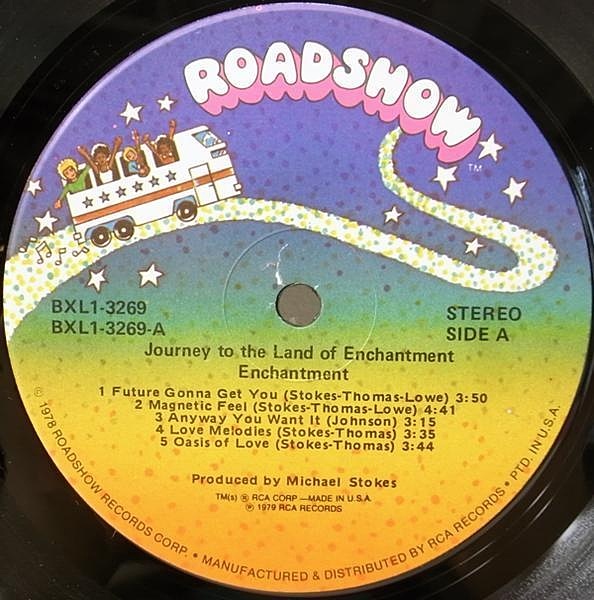 ROADSHOW
TM
BXL1-3269
BXL1-3269-A
STEREO
SIDE A
Journey to the Land of Enchantment
Enchantment
1 Future Gonna Get You (Stokes-Thomas-Lowe) 3:50
2 Magnetic Feel (Stokes-Thomas-Lowe) 4:41
3 Anyway You Want It (Johnson) 3:15
4 Love Melodies (Stokes-Thomas) 3:35
5 Oasis of Love (Stokes-Thomas) 3:44
Produced by Michael Stokes
TM(s) ® RCA CORP —MADE IN U.S.A.
℗ 1979 RCA RECORDS
© 1978 ROADSHOW RECORDS CORP. • MANUFACTURED & DISTRIBUTED BY RCA RECORDS • PTD. IN U.S.A.